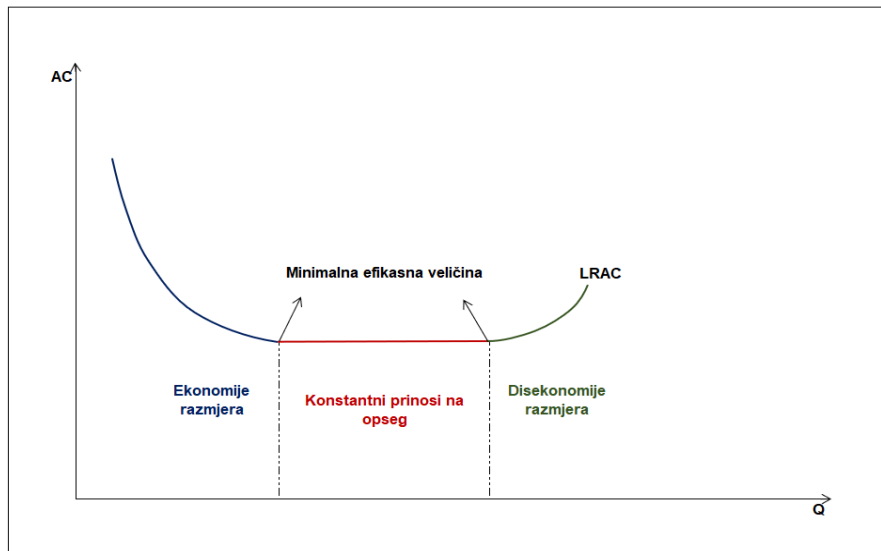 AC
Minimalna efikasna veličina
LRAC
Ekonomije
razmjera
Konstantni prinosi na
opseg
Disekonomije
razmjera
Q